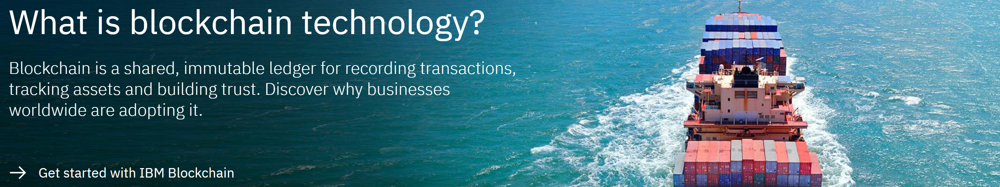 What is blockchain technology?
Blockchain is a shared, immutable ledger for recording transactions,
tracking assets and building trust. Discover why businesses
worldwide are adopting it.
→ Get started with IBM Blockchain